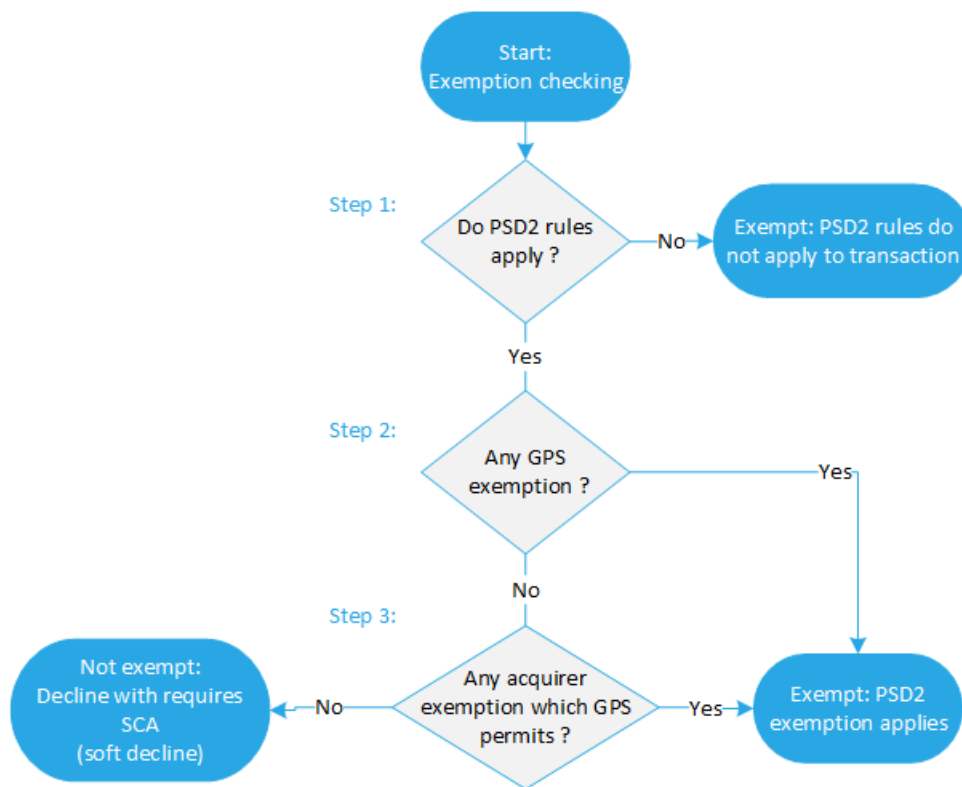 Start:
Exemption checking
Step 1:
Do PSD2 rules
apply ?
No
Exempt: PSD2 rules do
not apply to transaction
Yes
Step 2:
Any GPS
exemption ?
Yes
No
Step 3:
Not exempt:
Decline with requires
SCA
(soft decline)
No
Any acquirer
exemption which GPS
permits ?
Yes
Exempt: PSD2
exemption applies